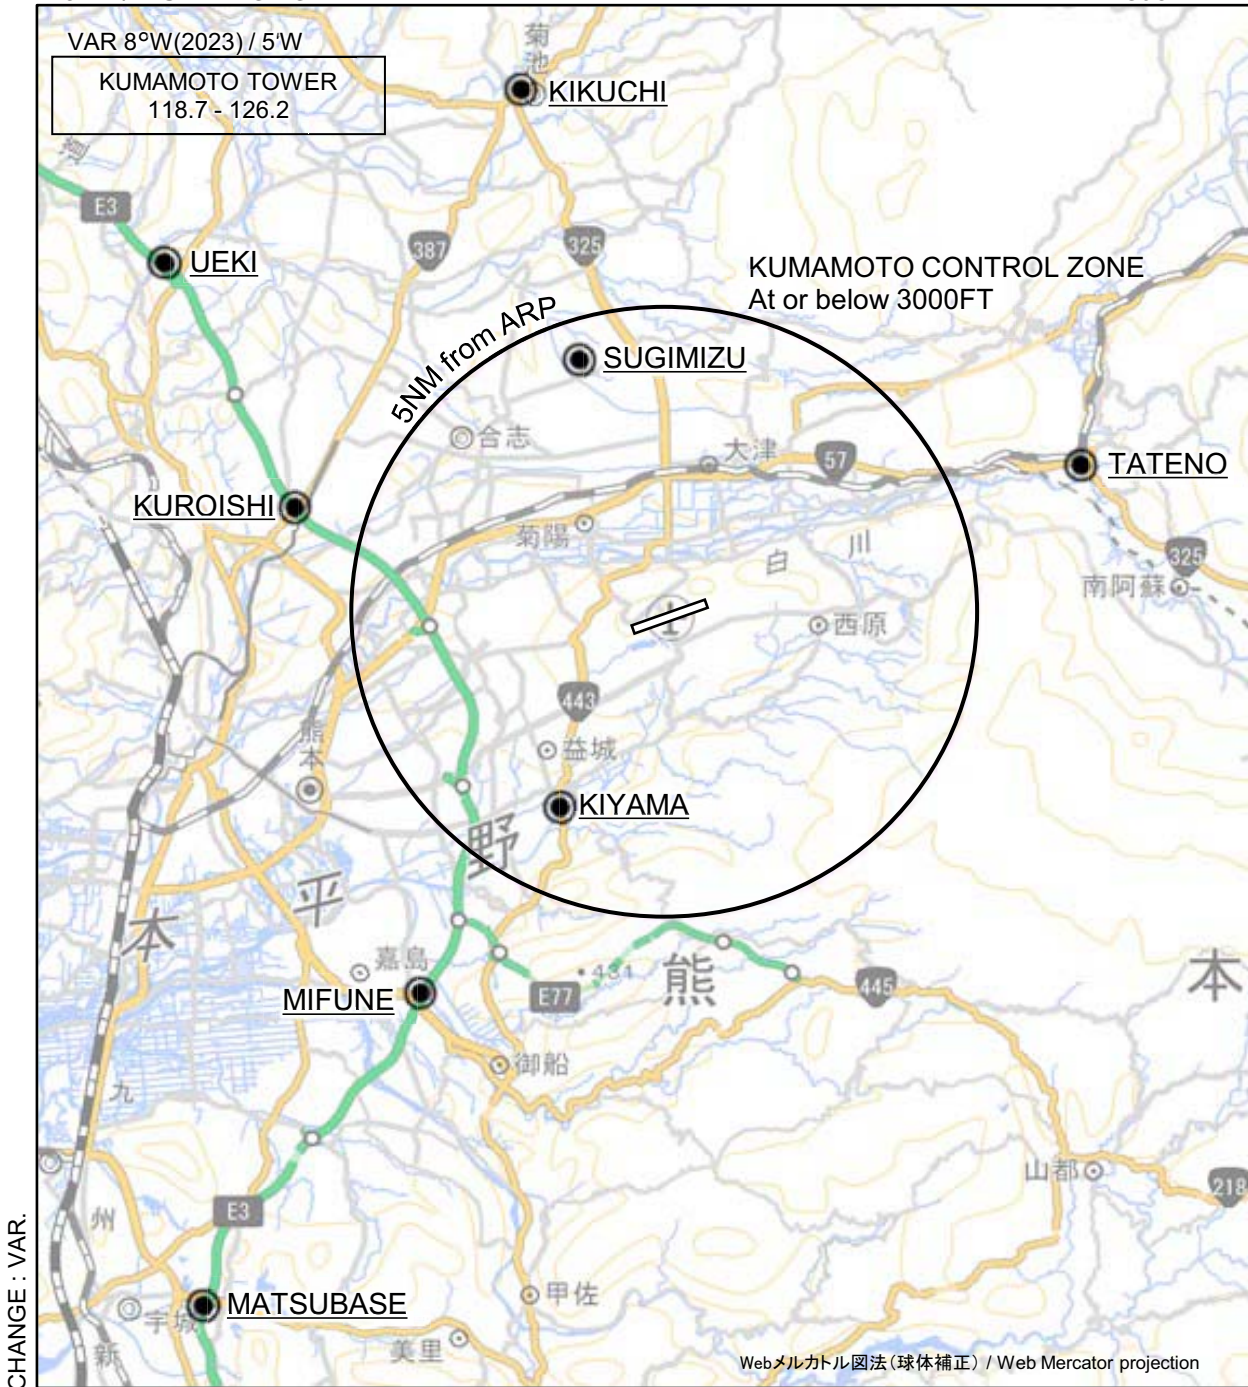 VAR 8°W(2023) / 5'W
KUMAMOTO TOWER
118.7 - 126.2
菊池
KIKUCHI
道
E3
UEKI
387
325
KUMAMOTO CONTROL ZONE
At or below 3000FT
5NM from ARP
SUGIMIZU
合志
大津
57
TATENO
KUROISHI
菊陽
白川
325
南阿蘇
西原
443
熊本
益城
KIYAMA
野
平
本
嘉島
431
熊
本
MIFUNE
E77
445
御船
九
山都
218
E3
州
CHANGE : VAR.
甲佐
MATSUBASE
宇城
新
美里
Webメルカトル図法(球体補正) / Web Mercator projection